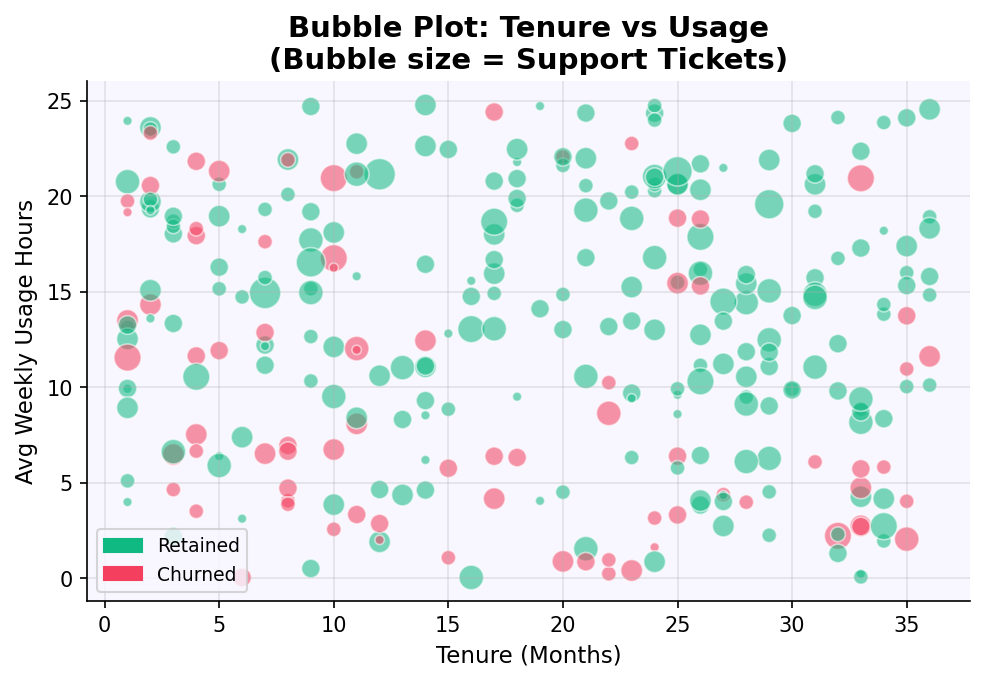 Bubble Plot: Tenure vs Usage
(Bubble size = Support Tickets)
Avg Weekly Usage Hours
25
20
15
10
5
0
Retained
Churned
0 5 10 15 20 25 30 35
Tenure (Months)